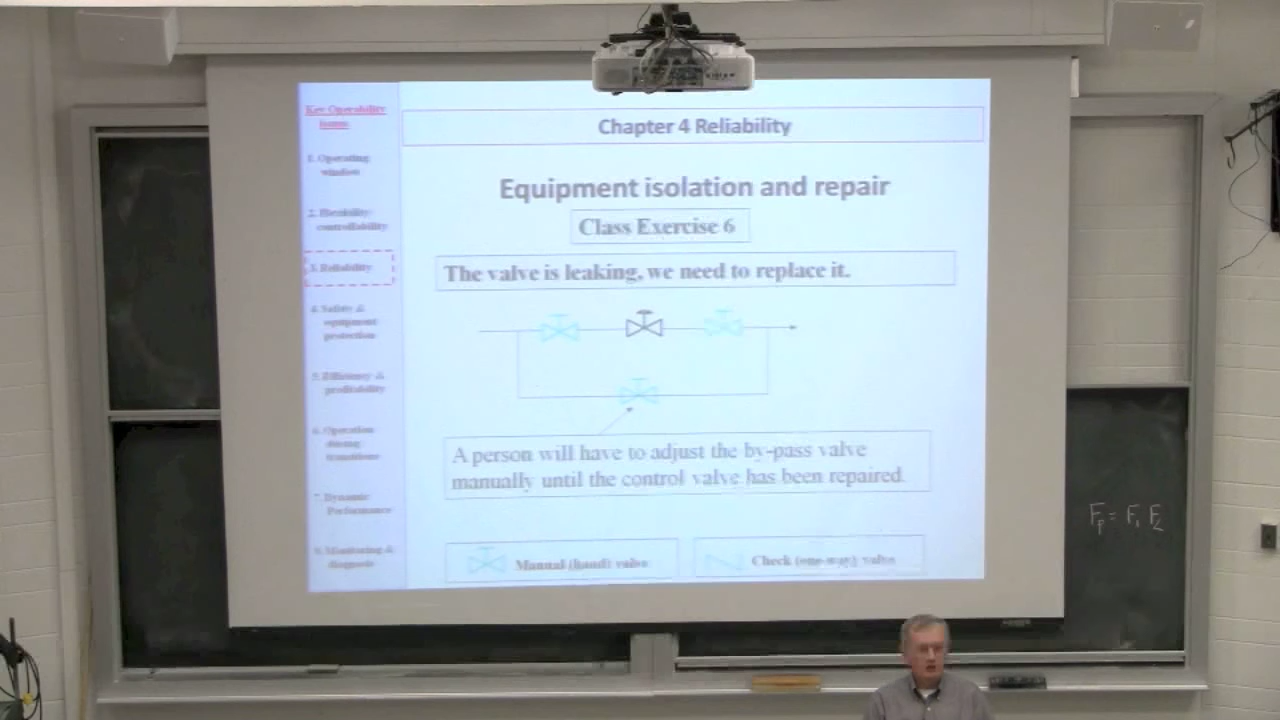 Key Operability
issues
Chapter 4 Reliability
1. Operating
window
Equipment isolation and repair
2. flexibility/
controllability
Class Exercise 6
3. Reliability
The valve is leaking, we need to replace it.
4. Safety &
equipment
protection
5. Efficiency &
profitability
6. Operation
during
transitions
A person will have to adjust the by-pass valve
manually until the control valve has been repaired.
7. Dynamic
Performance
8. Monitoring &
diagnosis
Manual (hand) valve
Check (one-way) valve
Fp = F1 F2